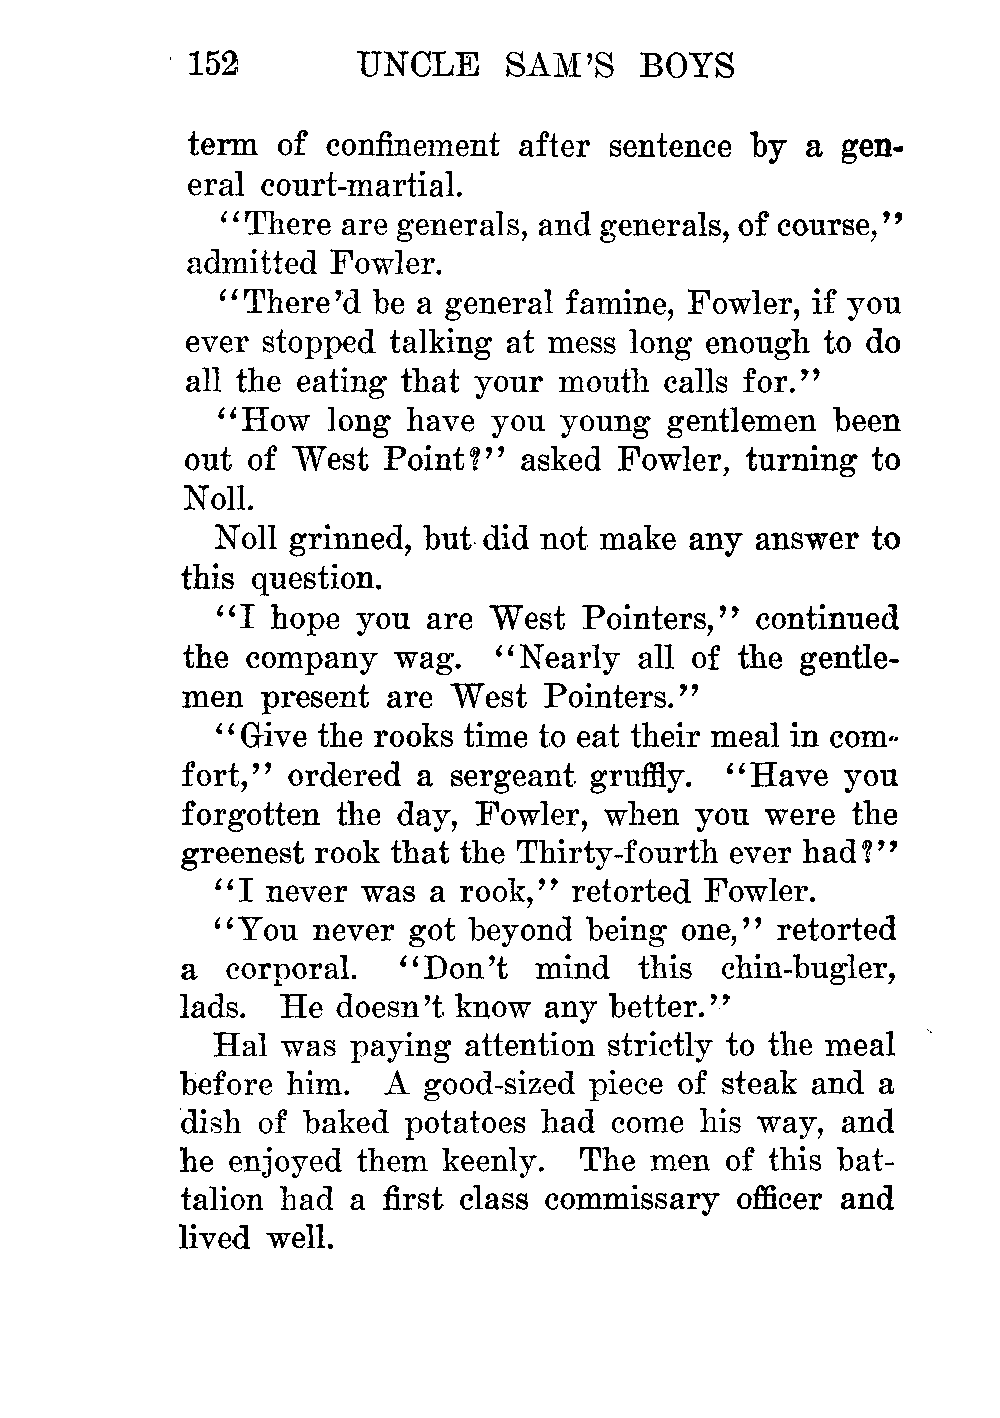 152 UNCLE SAM'S BOYS
term of confinement after sentence by a gen-
eral court-martial.
"There are generals, and generals, of course,"
admitted Fowler.
"There'd be a general famine, Fowler, if you
ever stopped talking at mess long enough to do
all the eating that your mouth calls for."
"How long have you young gentlemen been
out of West Point?" asked Fowler, turning to
Noll.
Noll grinned, but did not make any answer to
this question.
"I hope you are West Pointers," continued
the company wag. "Nearly all of the gentle-
men present are West Pointers."
"Give the rooks time to eat their meal in com-
fort," ordered a sergeant gruffly. "Have you
forgotten the day, Fowler, when you were the
greenest rook that the Thirty-fourth ever had?"
"I never was a rook," retorted Fowler.
"You never got beyond being one," retorted
a corporal. "Don't mind this chin-bugler,
lads. He doesn't know any better."
Hal was paying attention strictly to the meal
before him. A good-sized piece of steak and a
dish of baked potatoes had come his way, and
he enjoyed them keenly. The men of this bat-
talion had a first class commissary officer and
lived well.